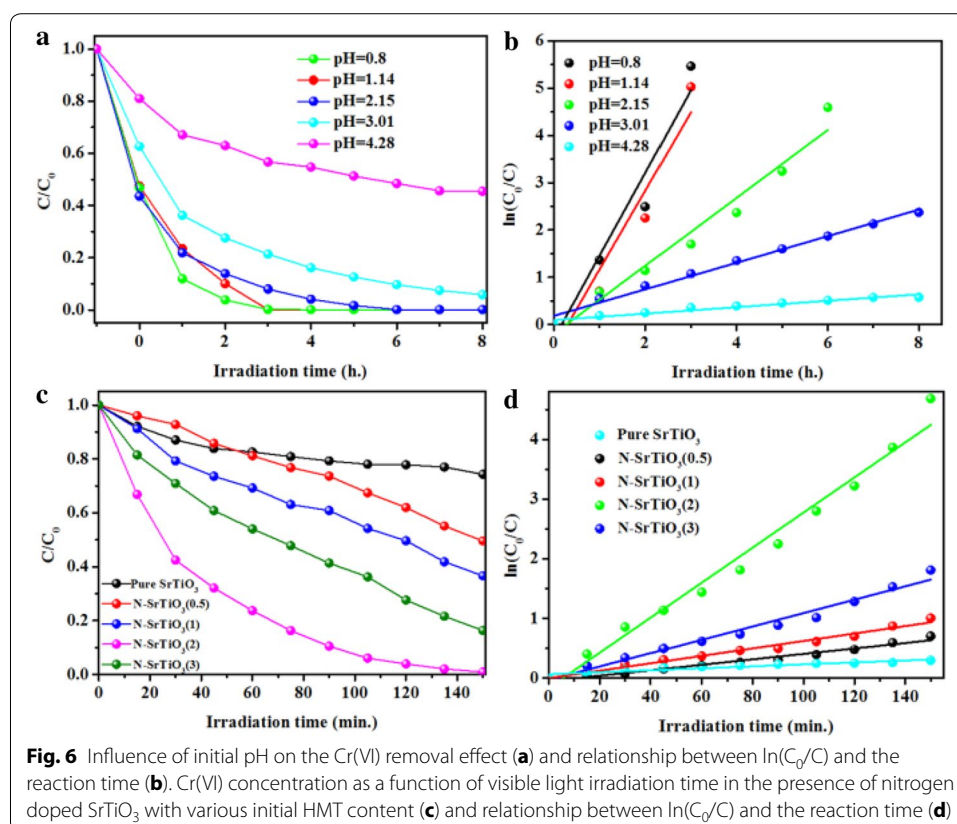 a
1.0
0.8
0.6
0.4
0.2
0.0
C/C₀
pH=0.8
pH=1.14
pH=2.15
pH=3.01
pH=4.28
0 2 4 6 8
Irradiation time (h.)
b
6
5
4
3
2
1
0
ln(C₀/C)
pH=0.8
pH=1.14
pH=2.15
pH=3.01
pH=4.28
0 2 4 6 8
Irradiation time (h.)
c
1.0
0.8
0.6
0.4
0.2
0.0
C/C₀
Pure SrTiO₃
N-SrTiO₃(0.5)
N-SrTiO₃(1)
N-SrTiO₃(2)
N-SrTiO₃(3)
0 20 40 60 80 100 120 140
Irradiation time (min.)
d
4
2
0
ln(C₀/C)
Pure SrTiO₃
N-SrTiO₃(0.5)
N-SrTiO₃(1)
N-SrTiO₃(2)
N-SrTiO₃(3)
0 20 40 60 80 100 120 140
Irradiation time (min.)
Fig. 6 Influence of initial pH on the Cr(VI) removal effect (a) and relationship between ln(C₀/C) and the
reaction time (b). Cr(VI) concentration as a function of visible light irradiation time in the presence of nitrogen
doped SrTiO₃ with various initial HMT content (c) and relationship between ln(C₀/C) and the reaction time (d)